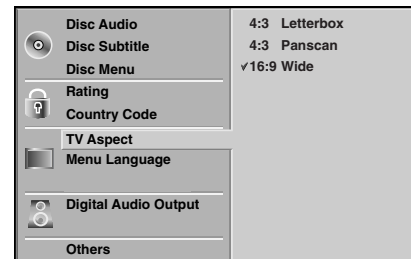 Disc Audio
Disc Subtitle
Disc Menu
Rating
Country Code
TV Aspect
Menu Language
Digital Audio Output
Others
4:3 Letterbox
4:3 Panscan
✓16:9 Wide